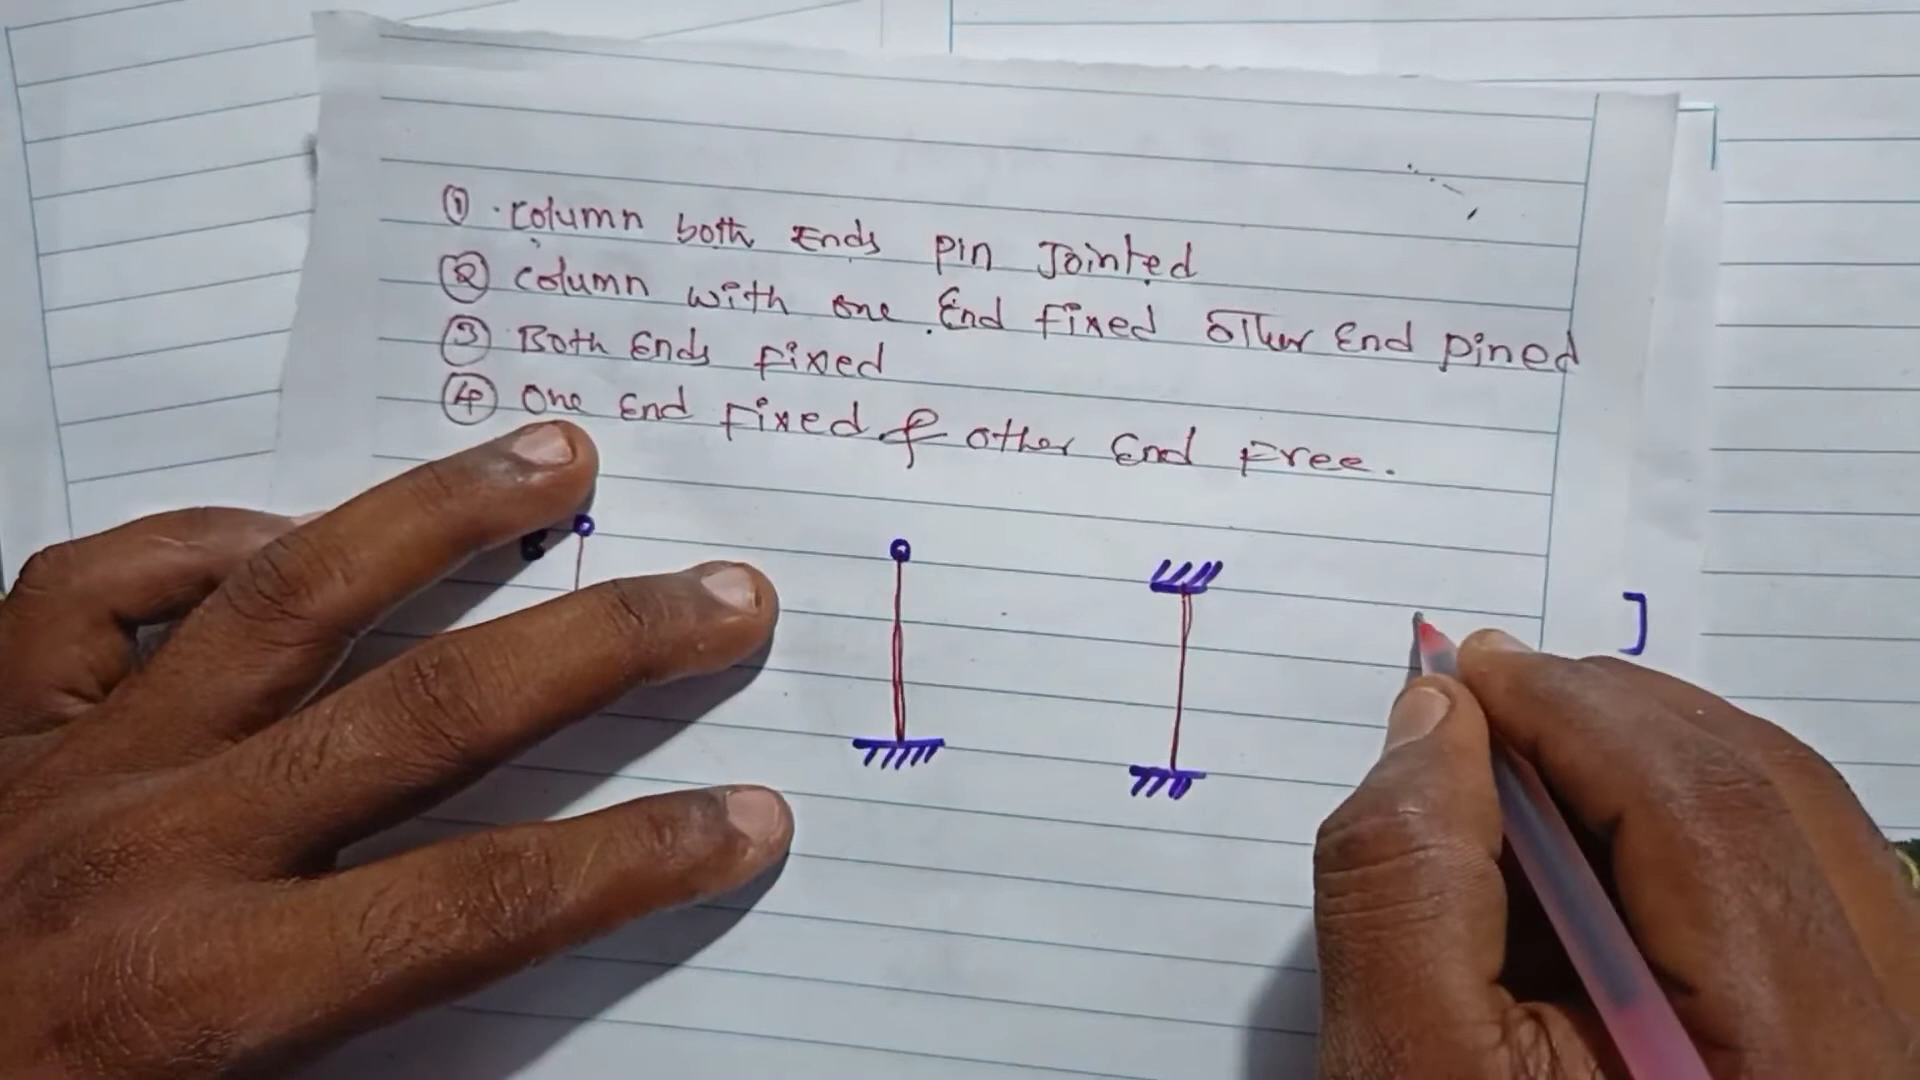 ① Column both Ends Pin Jointed
② Column with one End fixed other End pined
③ Both Ends fixed
④ One End Fixed & other End Free.
]